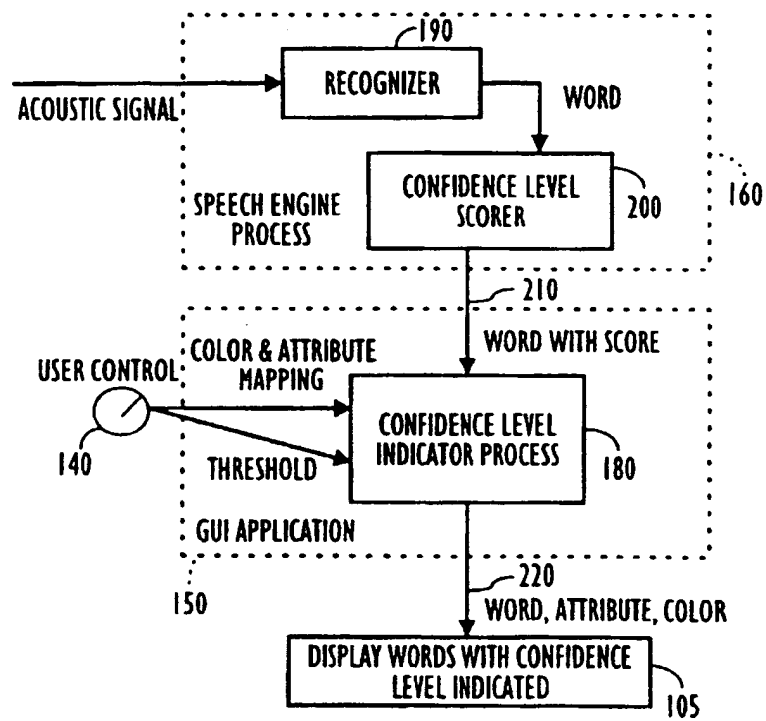 190
RECOGNIZER
ACOUSTIC SIGNAL
WORD
CONFIDENCE LEVEL
SCORER
200
160
SPEECH ENGINE
PROCESS
210
WORD WITH SCORE
COLOR & ATTRIBUTE
MAPPING
USER CONTROL
140
CONFIDENCE LEVEL
INDICATOR PROCESS
180
THRESHOLD
GUI APPLICATION
150
220
WORD, ATTRIBUTE, COLOR
DISPLAY WORDS WITH CONFIDENCE
LEVEL INDICATED
105